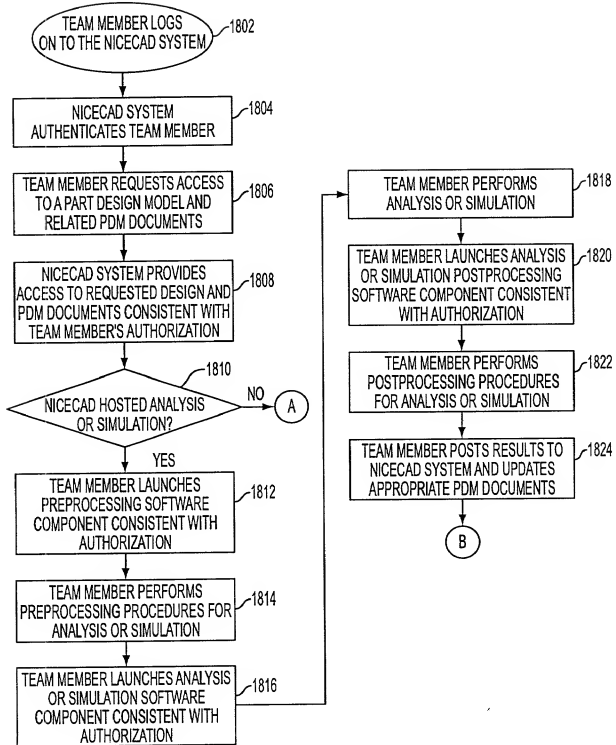 TEAM MEMBER LOGS
ON TO THE NICECAD SYSTEM
1802
NICECAD SYSTEM
AUTHENTICATES TEAM MEMBER
1804
TEAM MEMBER REQUESTS ACCESS
TO A PART DESIGN MODEL AND
RELATED PDM DOCUMENTS
1806
NICECAD SYSTEM PROVIDES
ACCESS TO REQUESTED DESIGN AND
PDM DOCUMENTS CONSISTENT WITH
TEAM MEMBER'S AUTHORIZATION
1808
1810
NICECAD HOSTED ANALYSIS
OR SIMULATION?
NO
A
YES
TEAM MEMBER LAUNCHES
PREPROCESSING SOFTWARE
COMPONENT CONSISTENT WITH
AUTHORIZATION
1812
TEAM MEMBER PERFORMS
PREPROCESSING PROCEDURES FOR
ANALYSIS OR SIMULATION
1814
TEAM MEMBER LAUNCHES ANALYSIS
OR SIMULATION SOFTWARE
COMPONENT CONSISTENT WITH
AUTHORIZATION
1816
TEAM MEMBER PERFORMS
ANALYSIS OR SIMULATION
1818
TEAM MEMBER LAUNCHES ANALYSIS
OR SIMULATION POSTPROCESSING
SOFTWARE COMPONENT CONSISTENT
WITH AUTHORIZATION
1820
TEAM MEMBER PERFORMS
POSTPROCESSING PROCEDURES
FOR ANALYSIS OR SIMULATION
1822
TEAM MEMBER POSTS RESULTS TO
NICECAD SYSTEM AND UPDATES
APPROPRIATE PDM DOCUMENTS
1824
B